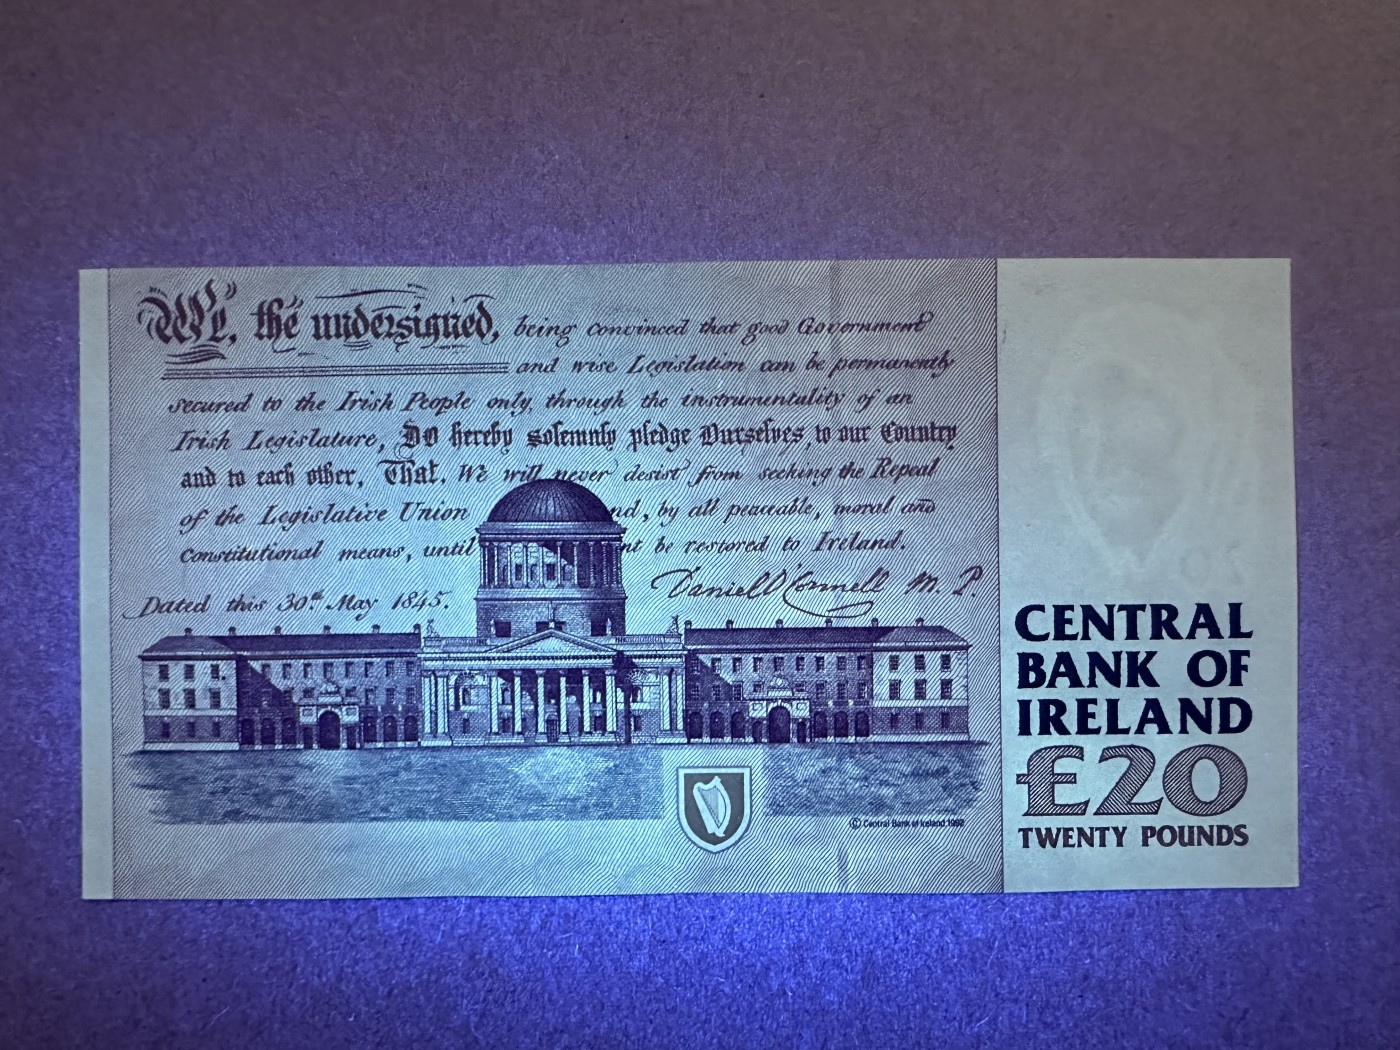 We, the undersigned, being convinced that good Government
and wise Legislation can be permanently
secured to the Irish People only, through the instrumentality of an
Irish Legislature, Do hereby solemnly pledge Ourselves, to our Country
and to each other, That. We will never desist from seeking the Repeal
of the Legislative Union nd, by all peaceable, moral and
Constitutional means, until nt be restored to Ireland.
Daniel O'Connell M. P.
Dated this 30th May 1845.
© Central Bank of Ireland 1992
CENTRAL
BANK OF
IRELAND
£20
TWENTY POUNDS